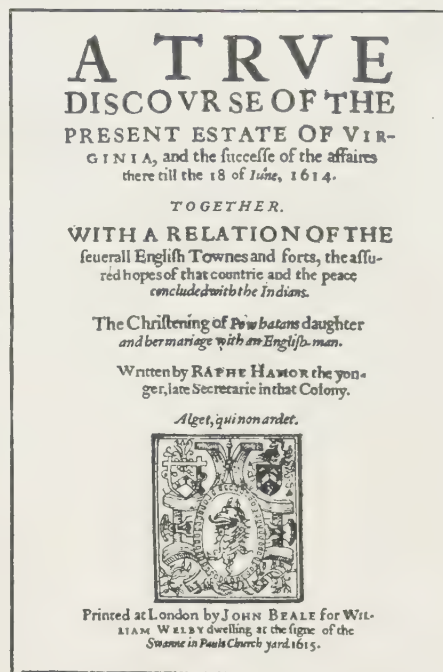 A TRVE
DISCOVRSE OF THE
PRESENT ESTATE OF VIR-
GINIA, and the ſucceſſe of the affaires
there till the 18 of Iune, 1614.
TOGETHER.
WITH A RELATION OF THE
ſeuerall Engliſh Townes and forts, the aſſu-
red hopes of that countrie and the peace
concluded with the Indians.
The Chriſtening of Powhatans daughter
and her mariage with an Engliſh-man.
Written by RAPHE HAMOR the yon-
ger, late Secretarie in that Colony.
Alget, qui non ardet.
Printed at London by JOHN BEALE for WIL-
LIAM WELBY dwelling at the ſigne of the
Swanne in Pauls Church yard 1615.